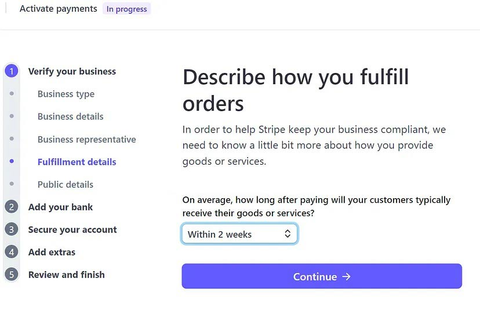 Activate payments In progress
1 Verify your business
Business type
Business details
Business representative
Fulfillment details
Public details
2 Add your bank
3 Secure your account
4 Add extras
5 Review and finish
Describe how you fulfill
orders
In order to help Stripe keep your business compliant, we
need to know a little bit more about how you provide
goods or services.
On average, how long after paying will your customers typically
receive their goods or services?
Within 2 weeks
Continue →